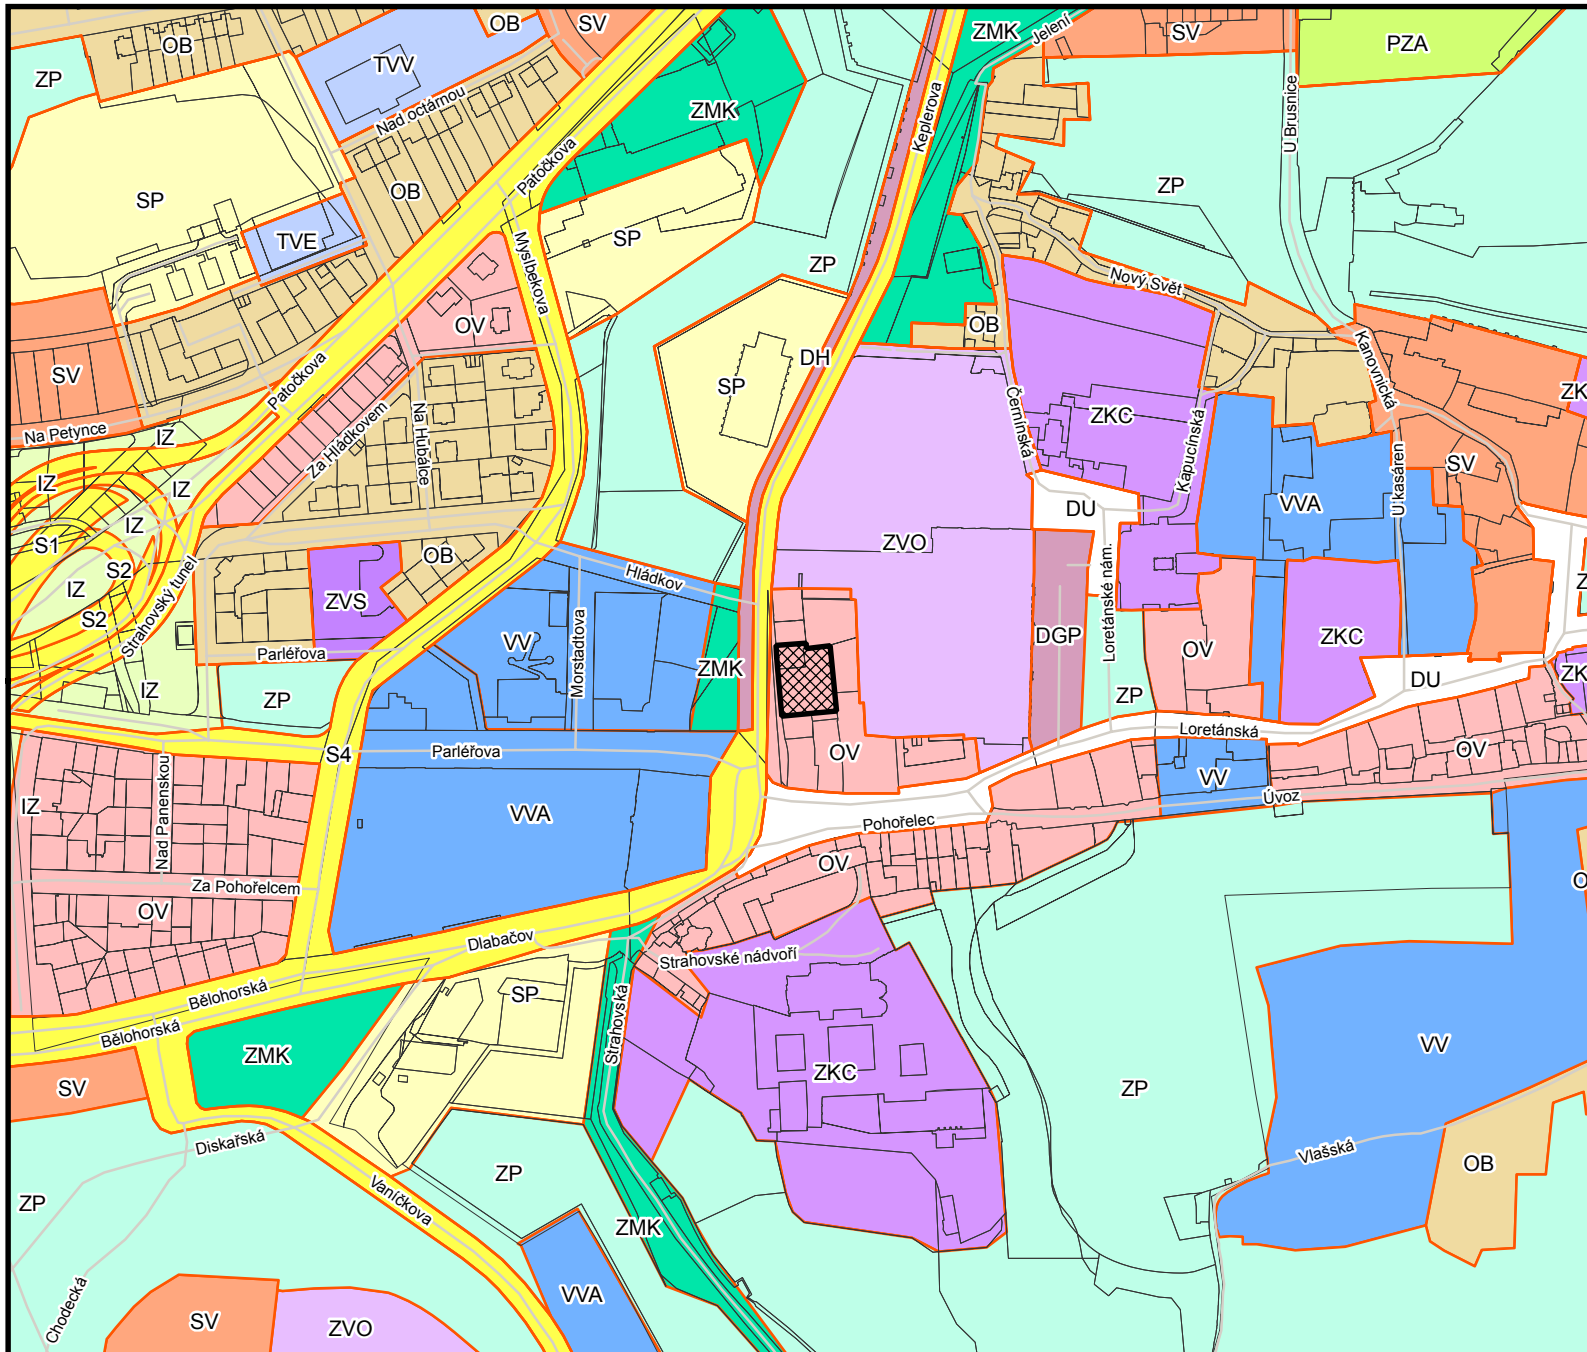 OB
SV
OB
ZMK
Jelení
SV
PZA
TVV
ZP
Nad octárnou
ZMK
Keplerova
U Brusnice
Patočkova
SP
OB
ZP
TVE
SP
ZP
Myslbekova
Nový Svět
OV
OB
DH
Kanovnická
SV
Patočkova
SP
ZK
Černínská
ZKC
Kapucínská
Na Petynce
IZ
Za Hládkovem
Na Hubálce
SV
IZ
IZ
U kasáren
DU
VVA
IZ
S1
ZVO
OB
S2
Loretánské nám.
IZ
Hládkov
Z
ZVS
S2
Strahovský tunel
Morstadtova
DGP
ZKC
VV
OV
Parléřova
ZMK
ZK
IZ
ZP
ZP
DU
Loretánská
S4
Parléřova
OV
OV
Nad Panenskou
VV
IZ
VVA
Úvoz
Pohořelec
OV
Za Pohořelcem
O
OV
Dlabačov
Strahovské nádvoří
Bělohorská
SP
Strahovská
Bělohorská
VV
ZMK
ZKC
SV
ZP
Diskařská
Vlašská
OB
ZP
ZP
Vaníčkova
ZMK
Chodecká
VVA
SV
ZVO